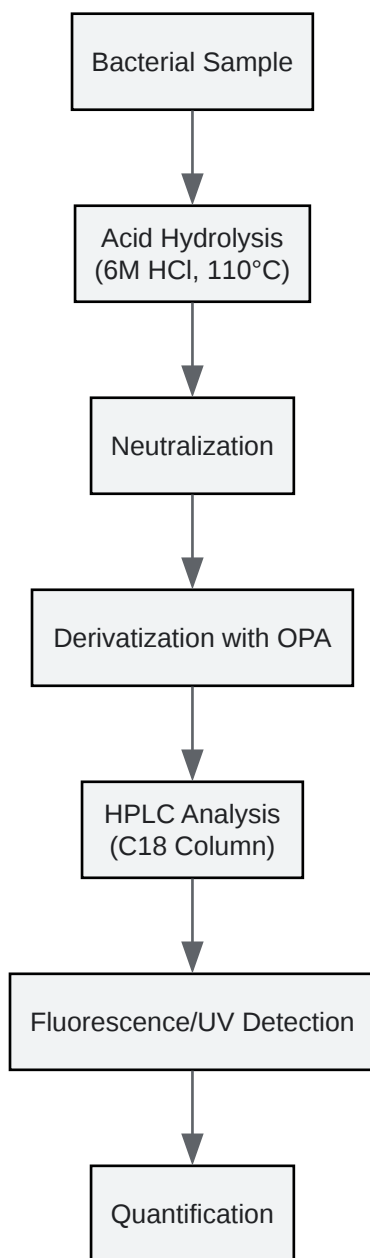 Bacterial Sample
Acid Hydrolysis
(6M HCl, 110°C)
Neutralization
Derivatization with OPA
HPLC Analysis
(C18 Column)
Fluorescence/UV Detection
Quantification